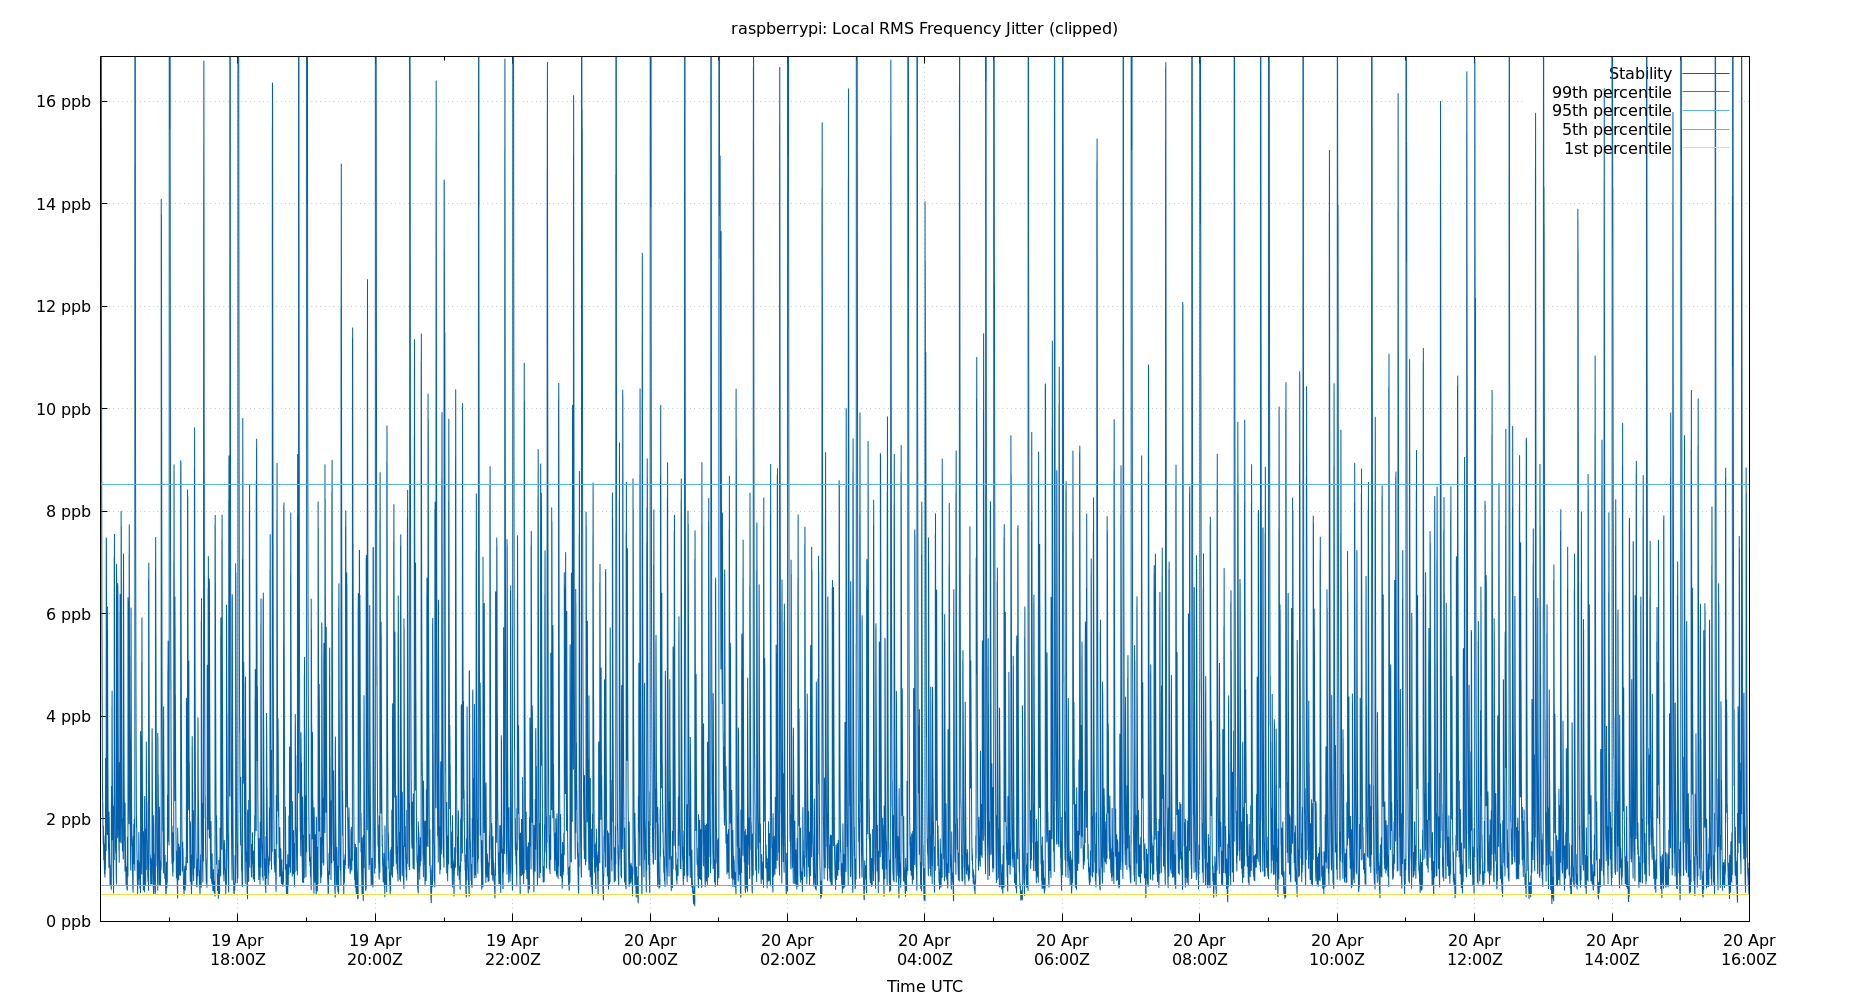 raspberrypi: Local RMS Frequency Jitter (clipped)
Stability
99th percentile
95th percentile
5th percentile
1st percentile
16 ppb
14 ppb
12 ppb
10 ppb
8 ppb
6 ppb
4 ppb
2 ppb
0 ppb
19 Apr 19 Apr 19 Apr 20 Apr 20 Apr 20 Apr 20 Apr 20 Apr 20 Apr 20 Apr 20 Apr 20 Apr
18:00Z 20:00Z 22:00Z 00:00Z 02:00Z 04:00Z 06:00Z 08:00Z 10:00Z 12:00Z 14:00Z 16:00Z
Time UTC